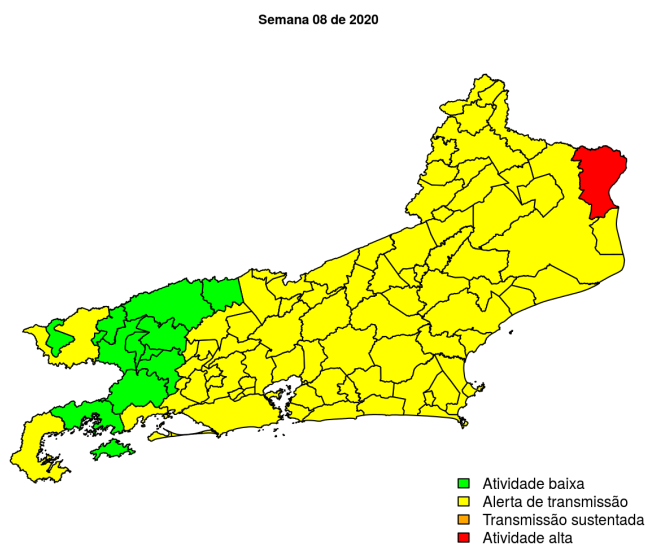 Semana 08 de 2020
Atividade baixa
Alerta de transmissão
Transmissão sustentada
Atividade alta